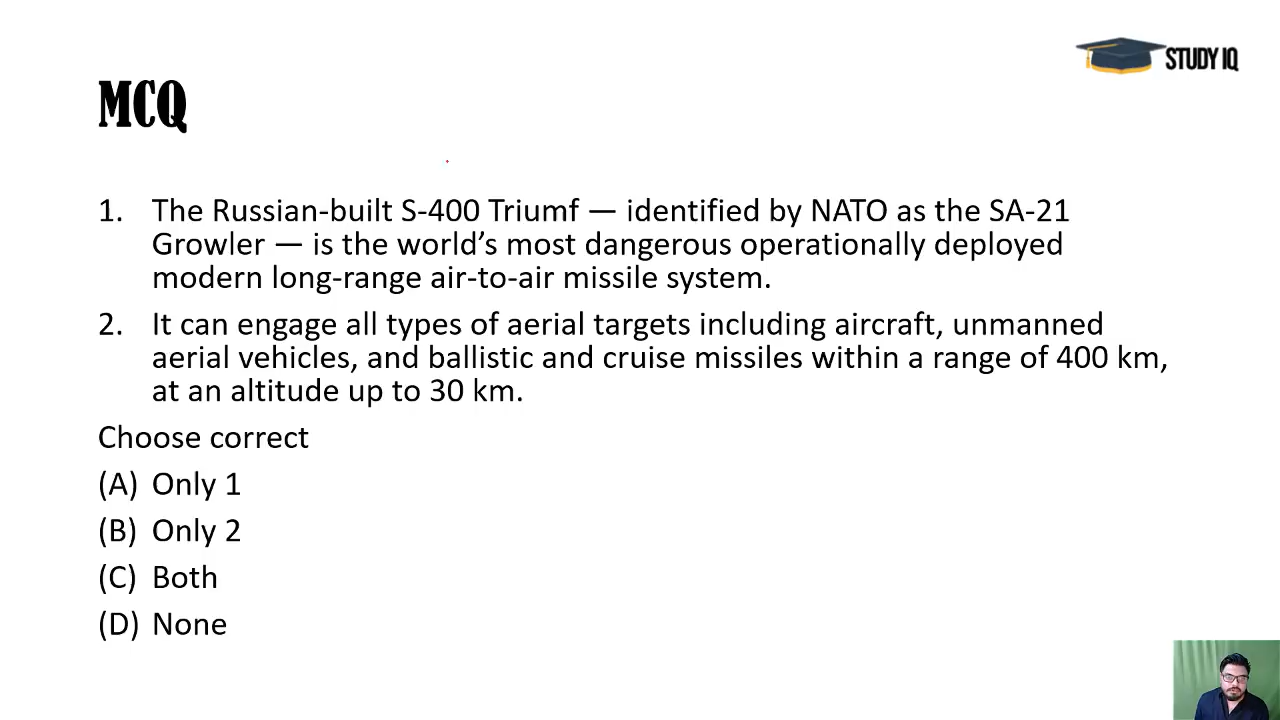 STUDY IQ
MCQ
1. The Russian-built S-400 Triumf — identified by NATO as the SA-21
Growler — is the world’s most dangerous operationally deployed
modern long-range air-to-air missile system.
2. It can engage all types of aerial targets including aircraft, unmanned
aerial vehicles, and ballistic and cruise missiles within a range of 400 km,
at an altitude up to 30 km.
Choose correct
(A) Only 1
(B) Only 2
(C) Both
(D) None